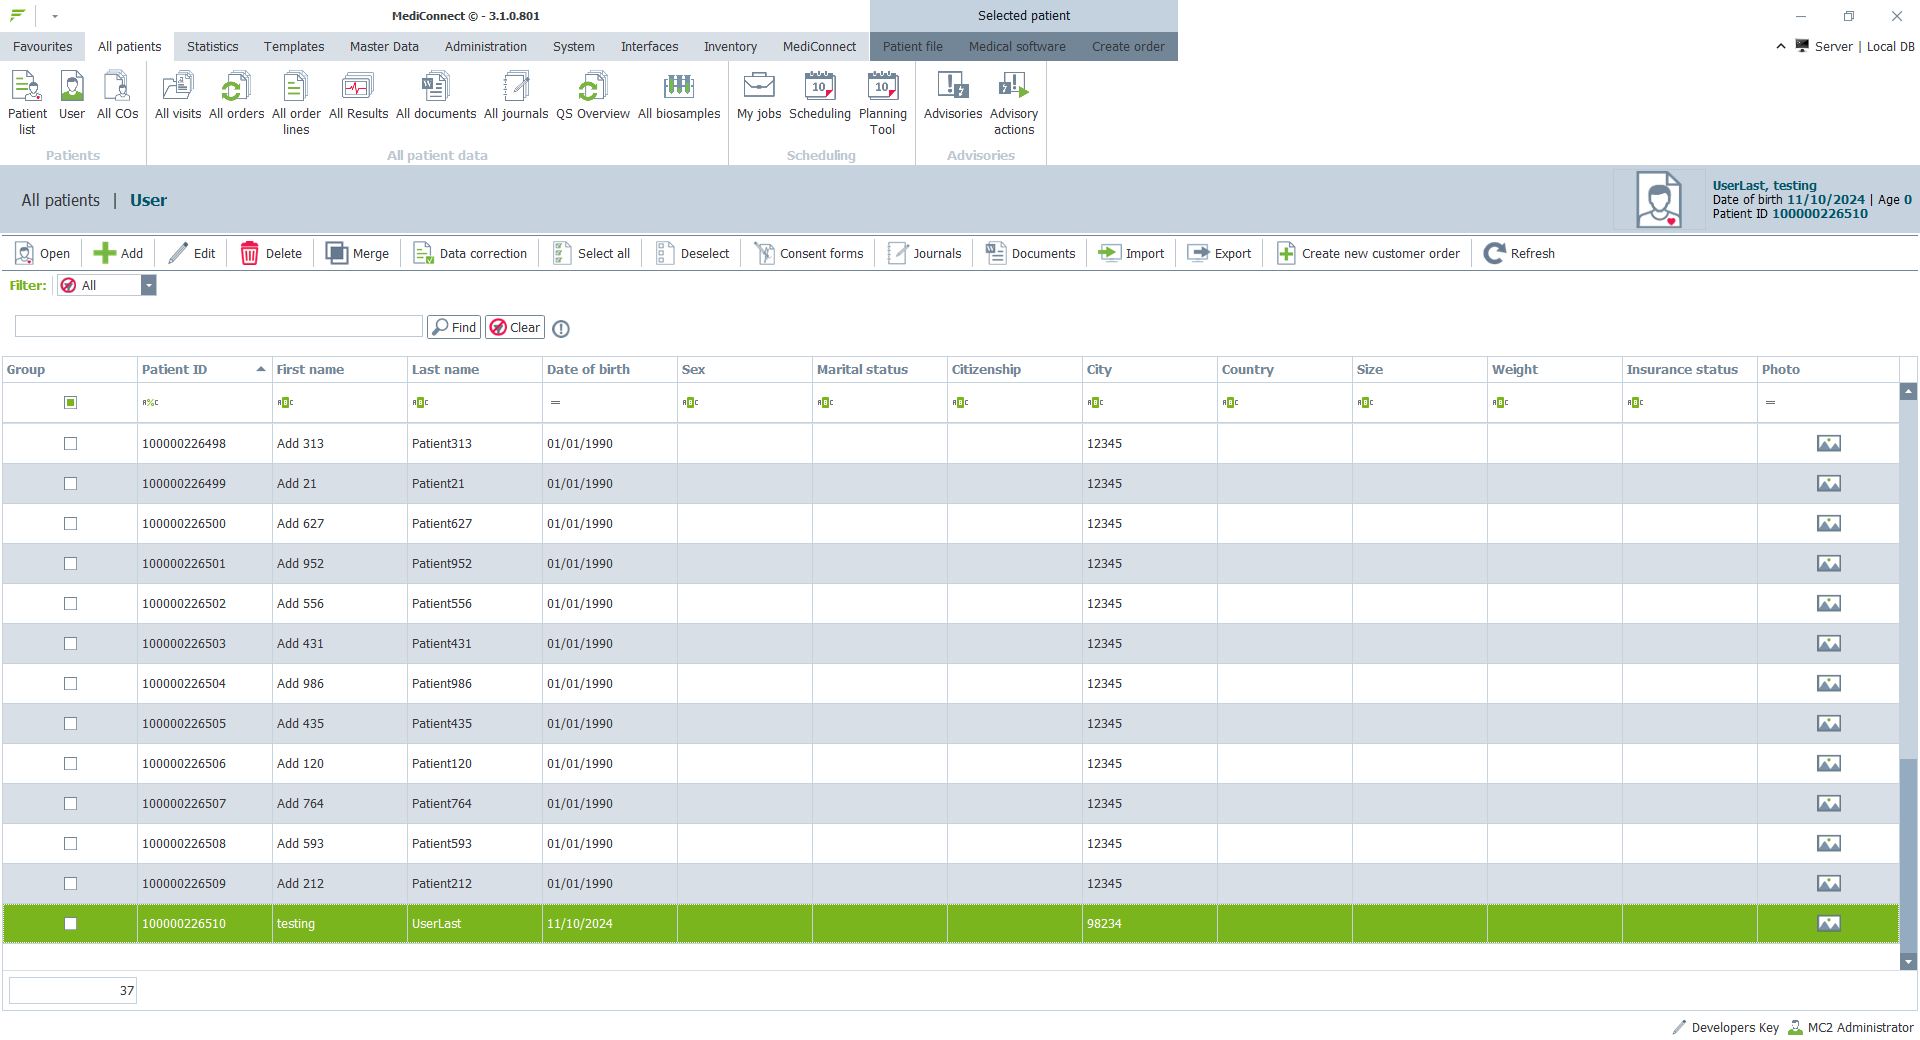 MediConnect © - 3.1.0.801
Selected patient
Favourites All patients Statistics Templates Master Data Administration System Interfaces Inventory MediConnect Patient file Medical software Create order
Server | Local DB
Patient list User All COs All visits All orders All order lines All Results All documents All journals QS Overview All biosamples My jobs Scheduling Planning Tool Advisories Advisory actions
Patients All patient data Scheduling Advisories
All patients | User
UserLast, testing
Date of birth 11/10/2024 | Age 0
Patient ID 100000226510
Open Add Edit Delete Merge Data correction Select all Deselect Consent forms Journals Documents Import Export Create new customer order Refresh
Filter: All
Find Clear
Group Patient ID First name Last name Date of birth Sex Marital status Citizenship City Country Size Weight Insurance status Photo
100000226498 Add 313 Patient313 01/01/1990 12345
100000226499 Add 21 Patient21 01/01/1990 12345
100000226500 Add 627 Patient627 01/01/1990 12345
100000226501 Add 952 Patient952 01/01/1990 12345
100000226502 Add 556 Patient556 01/01/1990 12345
100000226503 Add 431 Patient431 01/01/1990 12345
100000226504 Add 986 Patient986 01/01/1990 12345
100000226505 Add 435 Patient435 01/01/1990 12345
100000226506 Add 120 Patient120 01/01/1990 12345
100000226507 Add 764 Patient764 01/01/1990 12345
100000226508 Add 593 Patient593 01/01/1990 12345
100000226509 Add 212 Patient212 01/01/1990 12345
100000226510 testing UserLast 11/10/2024 98234
37
Developers Key MC2 Administrator